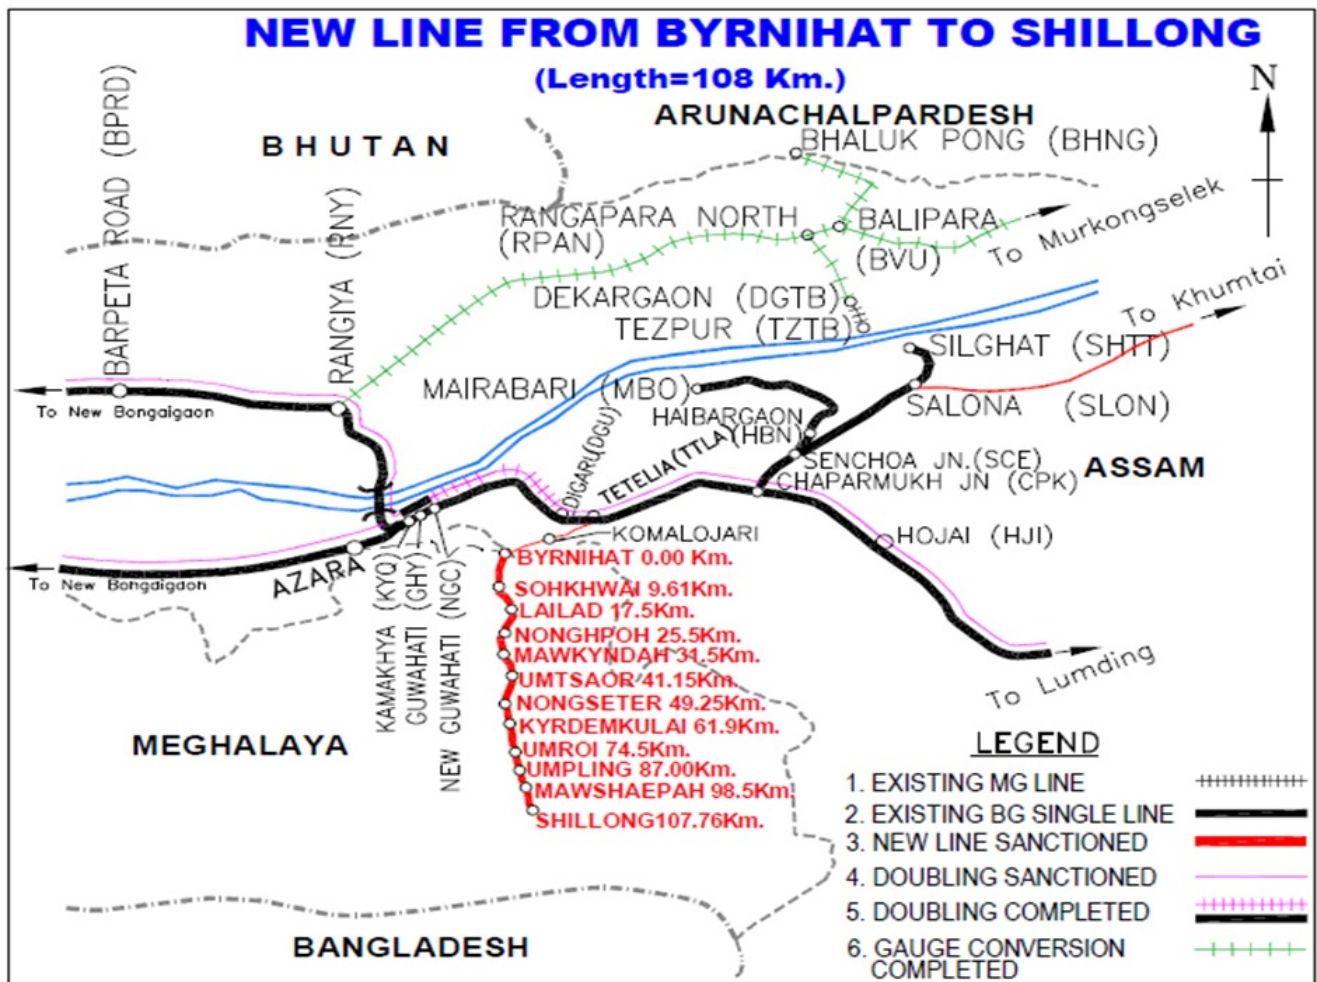 NEW LINE FROM BYRNIHAT TO SHILLONG
(Length=108 Km.)
N
ARUNACHALPARDESH
BHUTAN
BHALUK PONG (BHNG)
BARPETA ROAD (BPRD)
RANGIYA (RNY)
RANGAPARA NORTH
(RPAN)
BALIPARA
(BVU)
To Murkongselek
DEKARGAON (DGTB)
TEZPUR (TZTB)
To Khumtai
SILGHAT (SHTT)
MAIRABARI (MBO)
SALONA (SLON)
To New Bongaigaon
HAIBARGAON
(HBN)
DIGARU(DGU)
TETELIA(TTLA)
SENCHOA JN.(SCE)
CHAPARMUKH JN (CPK)
ASSAM
KOMALOJARI
HOJAI (HJI)
AZARA
To New Bongdigdon
KAMAKHYA (KYQ)
GUWAHATI (GHY)
NEW GUWAHATI (NGC)
BYRNIHAT 0.00 Km.
SOHKHWAI 9.61Km.
LAILAD 17.5Km.
NONGHPOH 25.5Km.
MAWKYNDAH 31.5Km.
UMTSAOR 41.15Km.
NONGSETER 49.25Km.
KYRDEMKULAI 61.9Km.
UMROI 74.5Km.
UMPLING 87.00Km.
MAWSHAEPAH 98.5Km.
SHILLONG107.76Km.
To Lumding
MEGHALAYA
BANGLADESH
LEGEND
1. EXISTING MG LINE
2. EXISTING BG SINGLE LINE
3. NEW LINE SANCTIONED
4. DOUBLING SANCTIONED
5. DOUBLING COMPLETED
6. GAUGE CONVERSION
COMPLETED